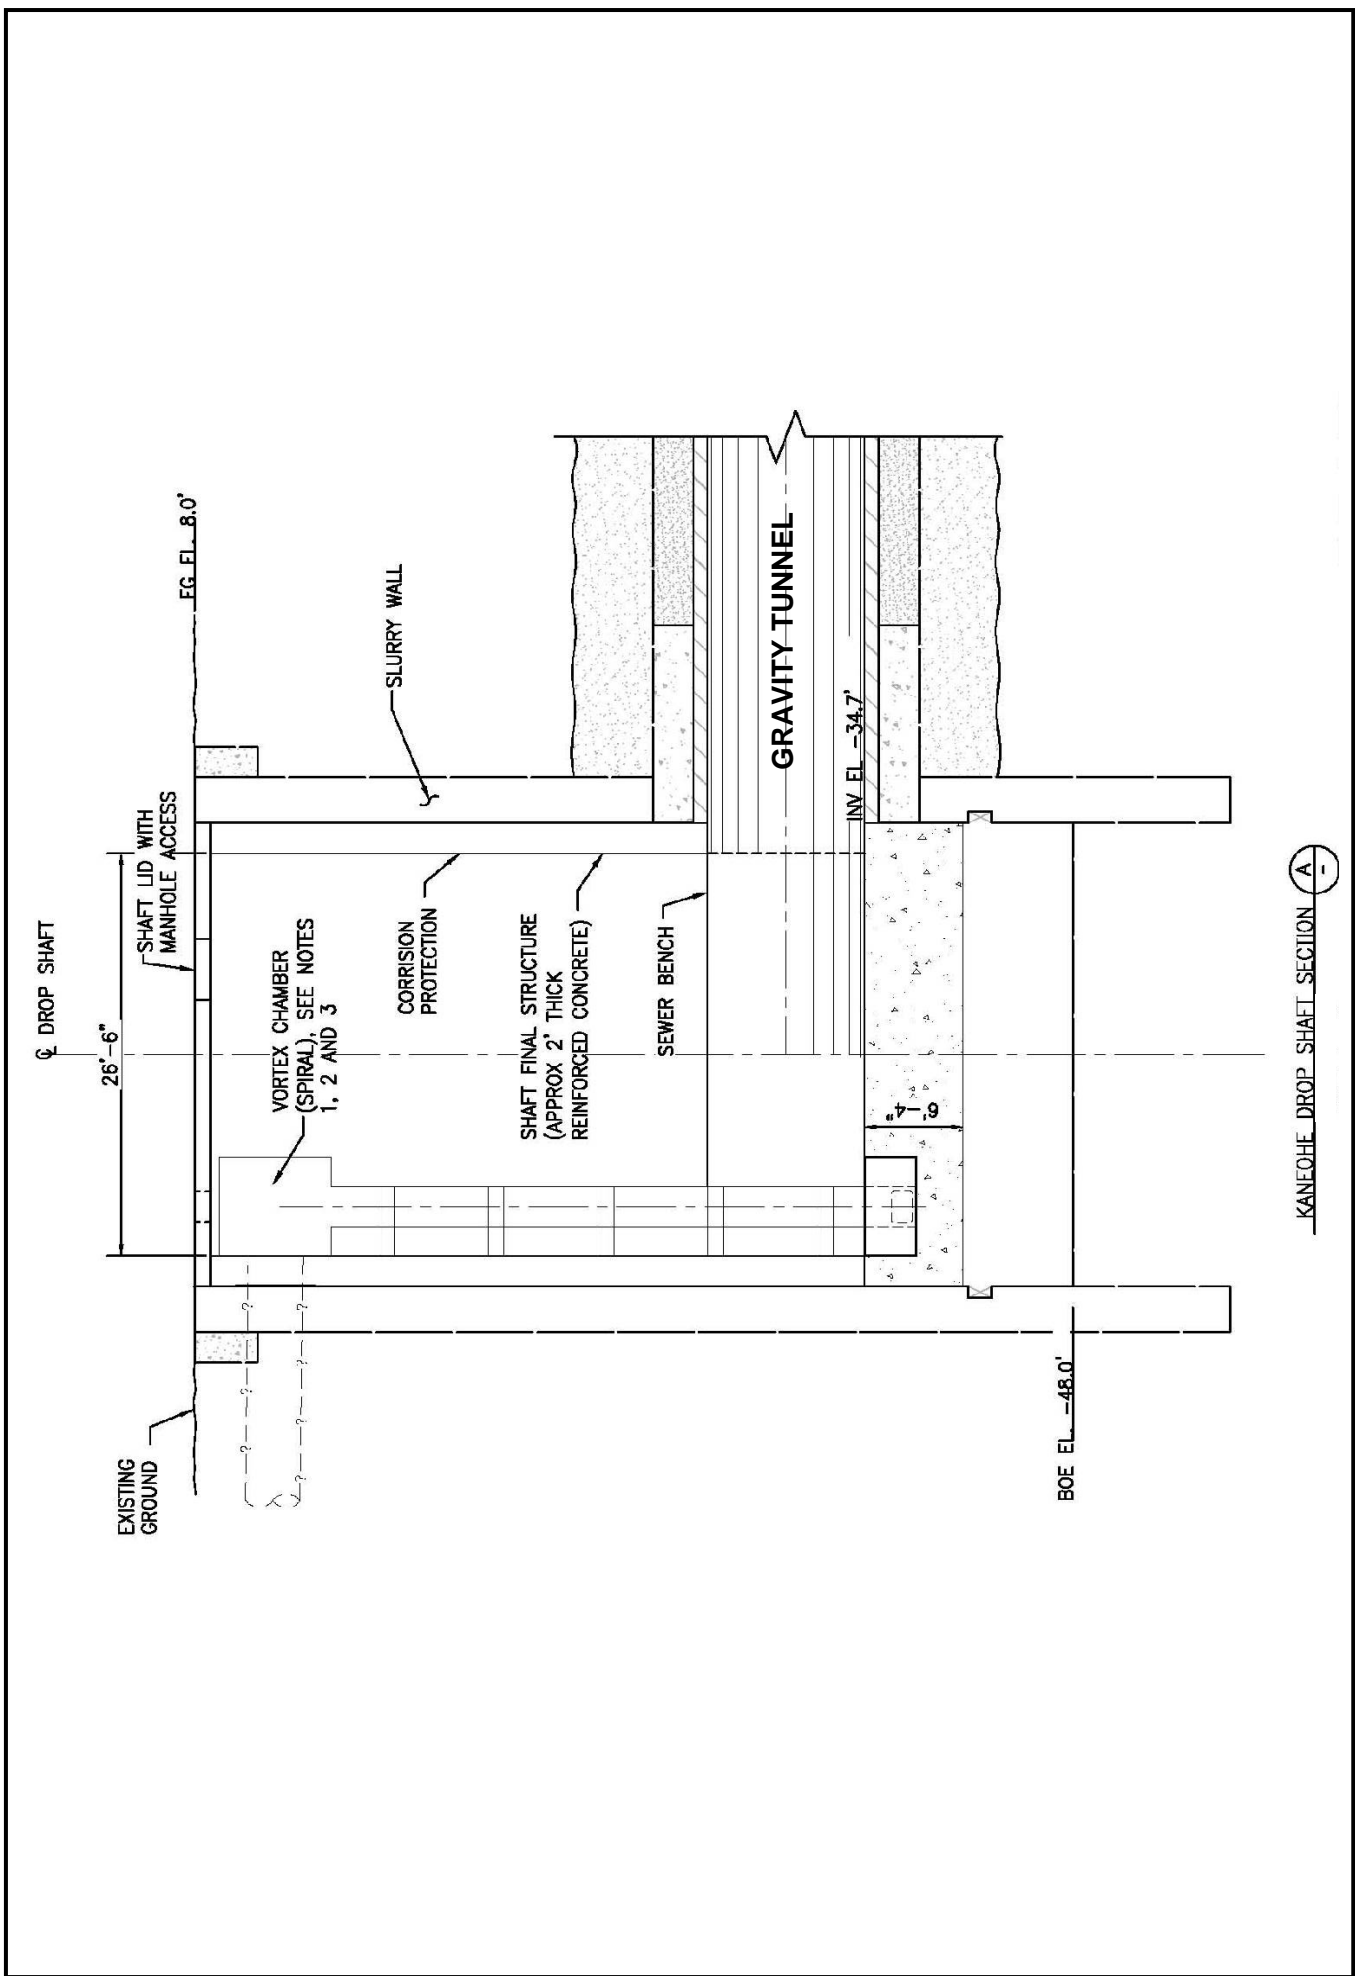 ℄ DROP SHAFT
26'-6"
EXISTING
GROUND
SHAFT LID WITH
MANHOLE ACCESS
FG EL. 8.0'
VORTEX CHAMBER
(SPIRAL), SEE NOTES
1, 2 AND 3
CORRISION
PROTECTION
SLURRY WALL
SHAFT FINAL STRUCTURE
(APPROX 2' THICK
REINFORCED CONCRETE)
SEWER BENCH
GRAVITY TUNNEL
INV EL -34.7'
6'-4"
BOE EL. -48.0'
? ? ?
? ? ?
KANEOHE DROP SHAFT SECTION
A
-